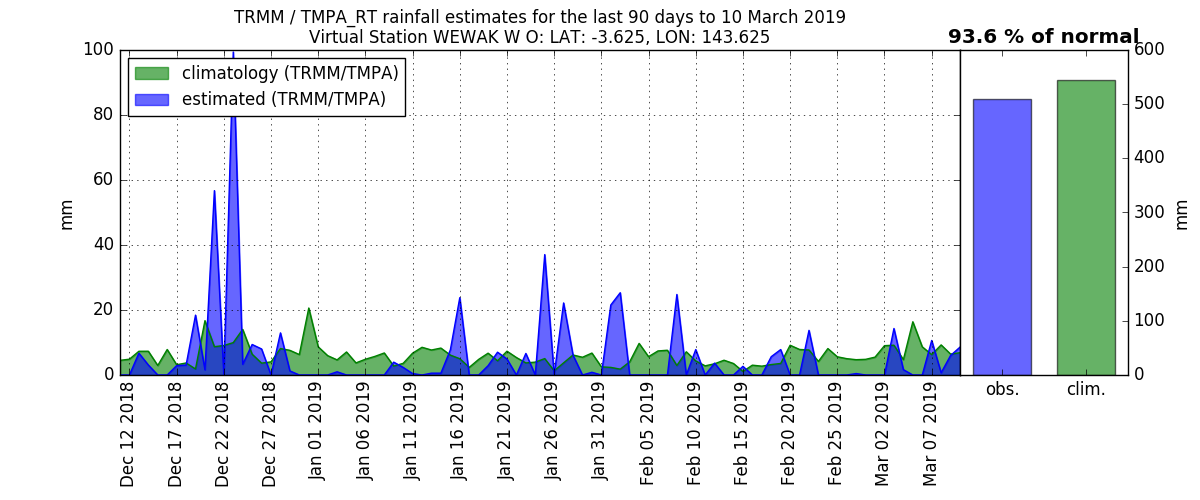 TRMM / TMPA_RT rainfall estimates for the last 90 days to 10 March 2019
Virtual Station WEWAK W O: LAT: -3.625, LON: 143.625
93.6 % of normal
climatology (TRMM/TMPA)
estimated (TRMM/TMPA)
mm
100
80
60
40
20
0
Dec 12 2018
Dec 17 2018
Dec 22 2018
Dec 27 2018
Jan 01 2019
Jan 06 2019
Jan 11 2019
Jan 16 2019
Jan 21 2019
Jan 26 2019
Jan 31 2019
Feb 05 2019
Feb 10 2019
Feb 15 2019
Feb 20 2019
Feb 25 2019
Mar 02 2019
Mar 07 2019
obs.
clim.
600
500
400
300
200
100
0
mm